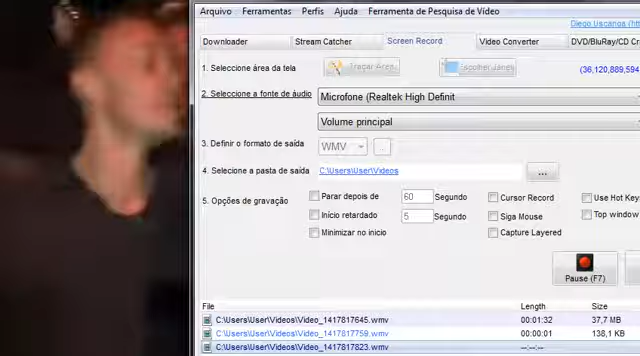 Arquivo Ferramentas Perfis Ajuda Ferramenta de Pesquisa de Vídeo
Diego Uscanga (htt
Downloader Stream Catcher Screen Record Video Converter DVD/BluRay/CD Cr
1. Seleccione área da tela Traçar Área Escolher Janela (36,120,889,594
2. Seleccione a fonte de áudio Microfone (Realtek High Definit
Volume principal
3. Definir o formato de saída WMV ...
4. Selecione a pasta de saída C:\Users\User\Videos ...
5. Opções de gravação Parar depois de 60 Segundo Cursor Record Use Hot Key
Início retardado 5 Segundo Siga Mouse Top window
Minimizar no inicio Capture Layered
Pause (F7)
File Length Size
C:\Users\User\Videos\Video_1417817645.wmv 00:01:32 37,7 MB
C:\Users\User\Videos\Video_1417817759.wmv 00:00:01 138,1 KB
C:\Users\User\Videos\Video_1417817823.wmv --:--:--